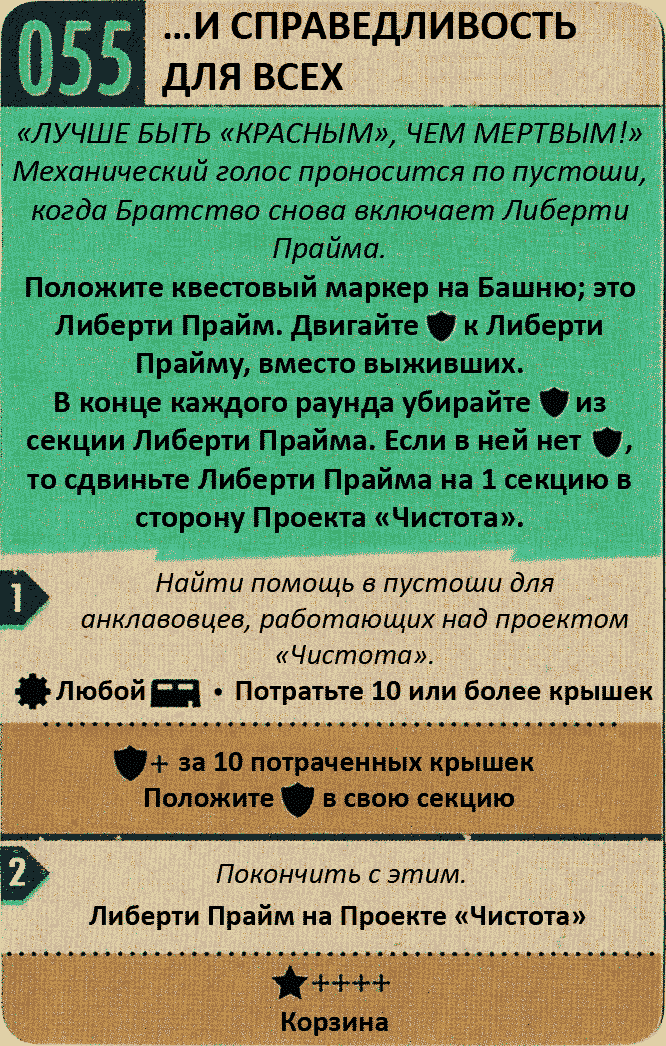 055
...И СПРАВЕДЛИВОСТЬ
ДЛЯ ВСЕХ
«ЛУЧШЕ БЫТЬ «КРАСНЫМ», ЧЕМ МЕРТВЫМ!»
Механический голос проносится по пустоши,
когда Братство снова включает Либерти
Прайма.
Положите квестовый маркер на Башню; это
Либерти Прайм. Двигайте к Либерти
Прайму, вместо выживших.
В конце каждого раунда убирайте из
секции Либерти Прайма. Если в ней нет ,
то сдвиньте Либерти Прайма на 1 секцию в
сторону Проекта «Чистота».
1
Найти помощь в пустоши для
анклавовцев, работающих над проектом
«Чистота».
Любой • Потратьте 10 или более крышек
+ за 10 потраченных крышек
Положите в свою секцию
2
Покончить с этим.
Либерти Прайм на Проекте «Чистота»
++++
Корзина